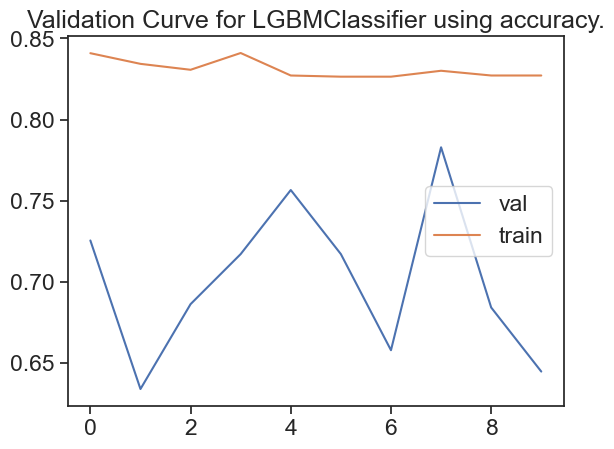 Validation Curve for LGBMClassifier using accuracy.
0.85
0.80
0.75
0.70
0.65
val
train
0 2 4 6 8